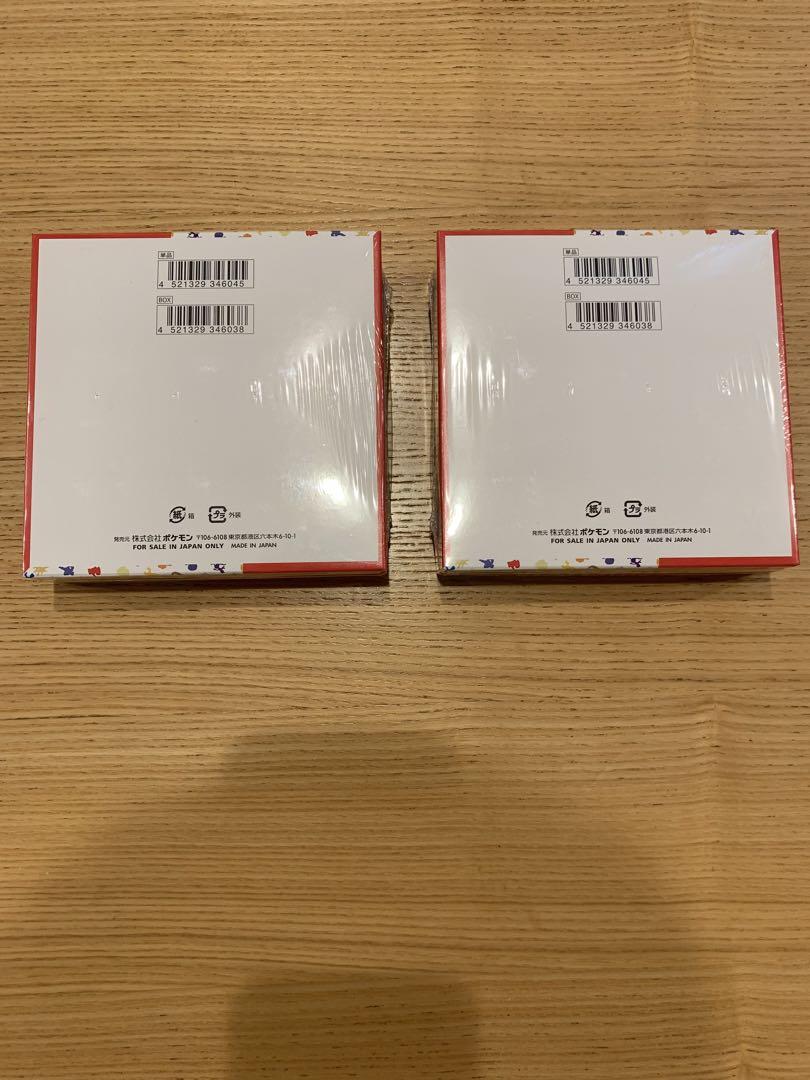 単品
4 521329 346045
BOX
4 521329 346038
紙 箱 プラ 外装
発売元 株式会社ポケモン 〒106-6108 東京都港区六本木6-10-1
FOR SALE IN JAPAN ONLY MADE IN JAPAN
単品
4 521329 346045
BOX
4 521329 346038
紙 箱 プラ 外装
発売元 株式会社ポケモン 〒106-6108 東京都港区六本木6-10-1
FOR SALE IN JAPAN ONLY MADE IN JAPAN